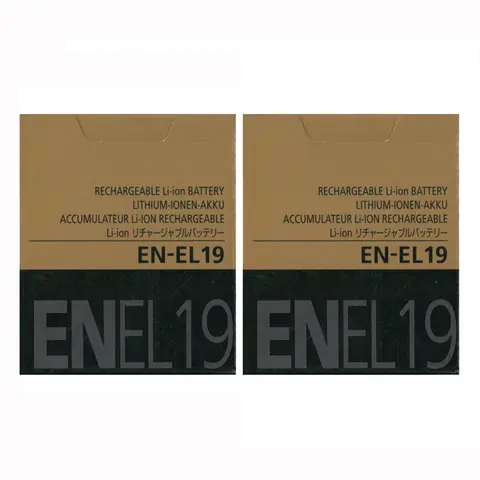 RECHARGEABLE Li-ion BATTERY
LITHIUM-IONEN-AKKU
ACCUMULATEUR Li-ION RECHARGEABLE
Li-ion リチャージャブルバッテリー
EN-EL19
ENEL19
RECHARGEABLE Li-ion BATTERY
LITHIUM-IONEN-AKKU
ACCUMULATEUR Li-ION RECHARGEABLE
Li-ion リチャージャブルバッテリー
EN-EL19
ENEL19